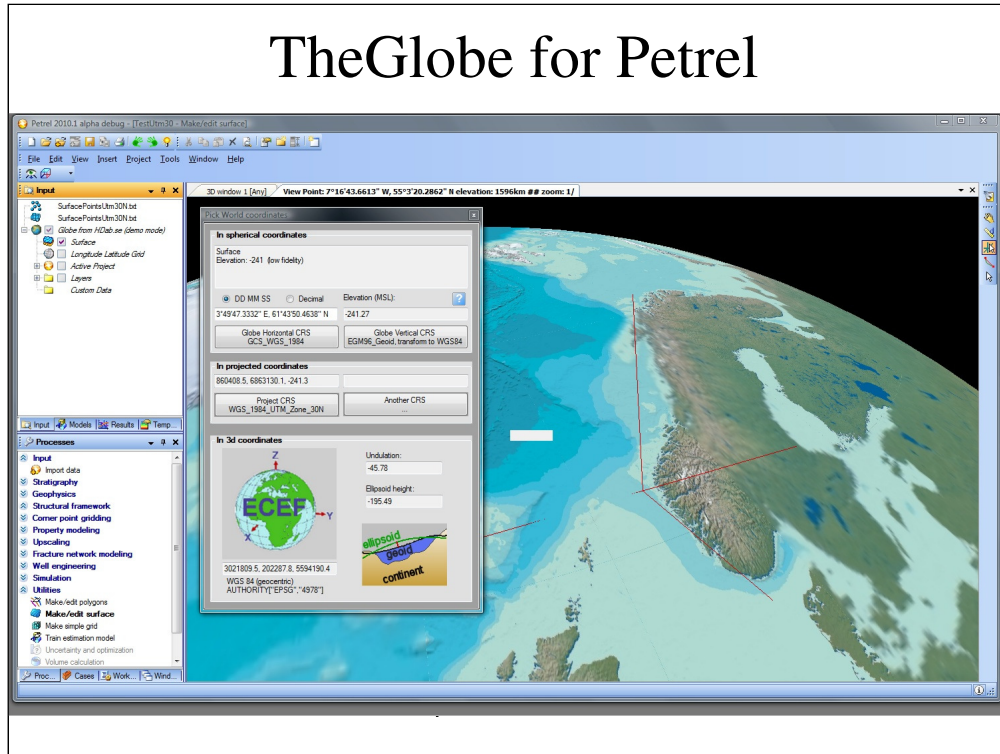 TheGlobe for Petrel
Petrel 2010.1 alpha debug - [TestUtm30 - Make/edit surface]
File Edit View Insert Project Tools Window Help
Input
3D window 1 [Any]
View Point: 7°16'43.6613" W, 55°3'20.2862" N elevation: 1596km ## zoom: 1/
SurfacePointsUtm30N.txt
SurfacePointsUtm30N.txt
Globe from HDab.se (demo mode)
Surface
Longitude Latitude Grid
Active Project
Layers
Custom Data
Input Models Results Temp...
Processes
Input
Import data
Stratigraphy
Geophysics
Structural framework
Corner point gridding
Property modeling
Upscaling
Fracture network modeling
Well engineering
Simulation
Utilities
Make/edit polygons
Make/edit surface
Make simple grid
Train estimation model
Uncertainty and optimization
Volume calculation
Proc... Cases Work... Wind...
Pick World coordinates
In spherical coordinates
Surface
Elevation: -241 (low fidelity)
DD MM SS Decimal Elevation (MSL):
?
3°49'47.3332" E, 61°43'50.4638" N -241.27
Globe Horizontal CRS
GCS_WGS_1984
Globe Vertical CRS
EGM96_Geoid, transform to WGS84
In projected coordinates
860408.5, 6863130.1, -241.3
Project CRS
WGS_1984_UTM_Zone_30N
Another CRS
...
In 3d coordinates
Z
ECEF
Y
X
Undulation:
-45.78
Ellipsoid height:
-195.49
ellipsoid
geoid
continent
3021809.5, 202287.8, 5594190.4
WGS 84 (geocentric)
AUTHORITY["EPSG","4978"]